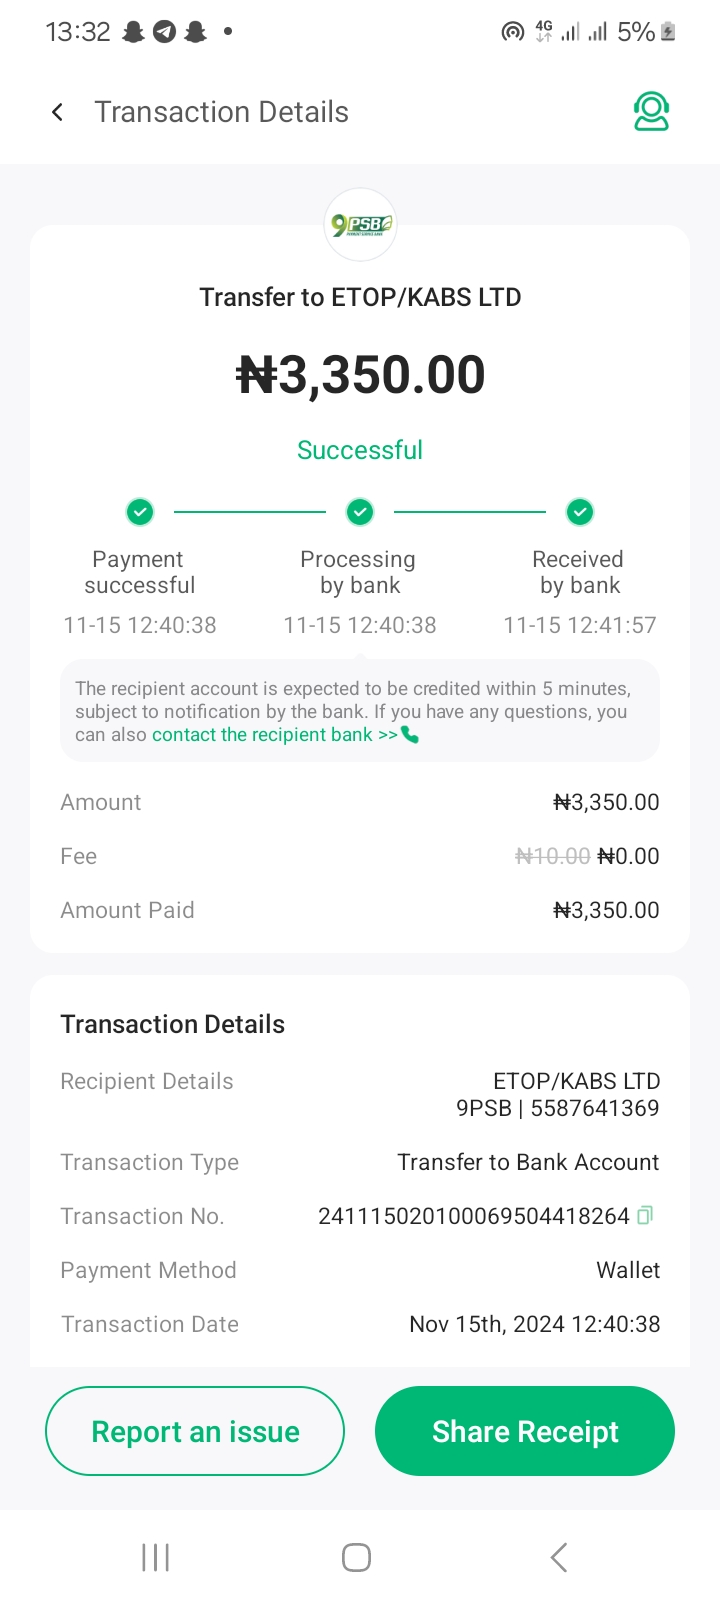 13:32
4G
5%
Transaction Details
9PSB
PAYMENT SERVICE BANK
Transfer to ETOP/KABS LTD
₦3,350.00
Successful
Payment successful
Processing by bank
Received by bank
11-15 12:40:38
11-15 12:40:38
11-15 12:41:57
The recipient account is expected to be credited within 5 minutes,
subject to notification by the bank. If you have any questions, you
can also contact the recipient bank >>
Amount ₦3,350.00
Fee ₦10.00 ₦0.00
Amount Paid ₦3,350.00
Transaction Details
Recipient Details ETOP/KABS LTD
9PSB | 5587641369
Transaction Type Transfer to Bank Account
Transaction No. 241115020100069504418264
Payment Method Wallet
Transaction Date Nov 15th, 2024 12:40:38
Report an issue
Share Receipt